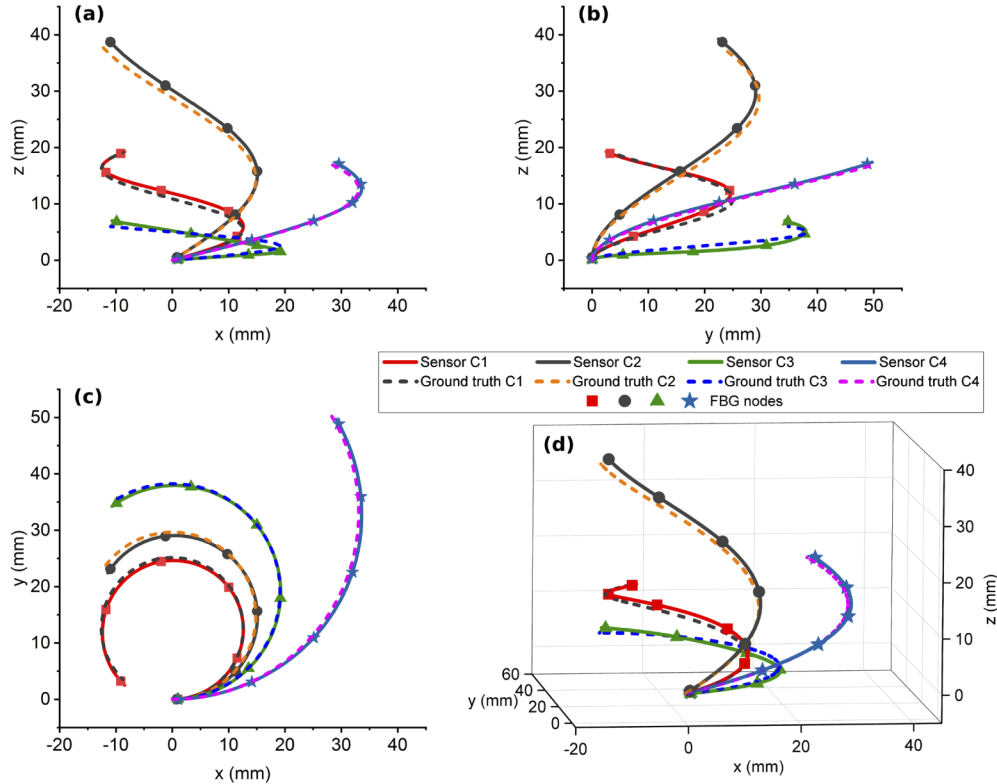 (a)
40
30
20
10
0
z (mm)
-20 -10 0 10 20 30 40
x (mm)
(b)
40
30
20
10
0
z (mm)
0 10 20 30 40 50
y (mm)
Sensor C1 Sensor C2 Sensor C3 Sensor C4
Ground truth C1 Ground truth C2 Ground truth C3 Ground truth C4
FBG nodes
(c)
50
40
30
20
10
0
y (mm)
-20 -10 0 10 20 30 40
x (mm)
(d)
40
30
20
10
0
z (mm)
60
40
20
0
y (mm)
-20 0 20 40
x (mm)